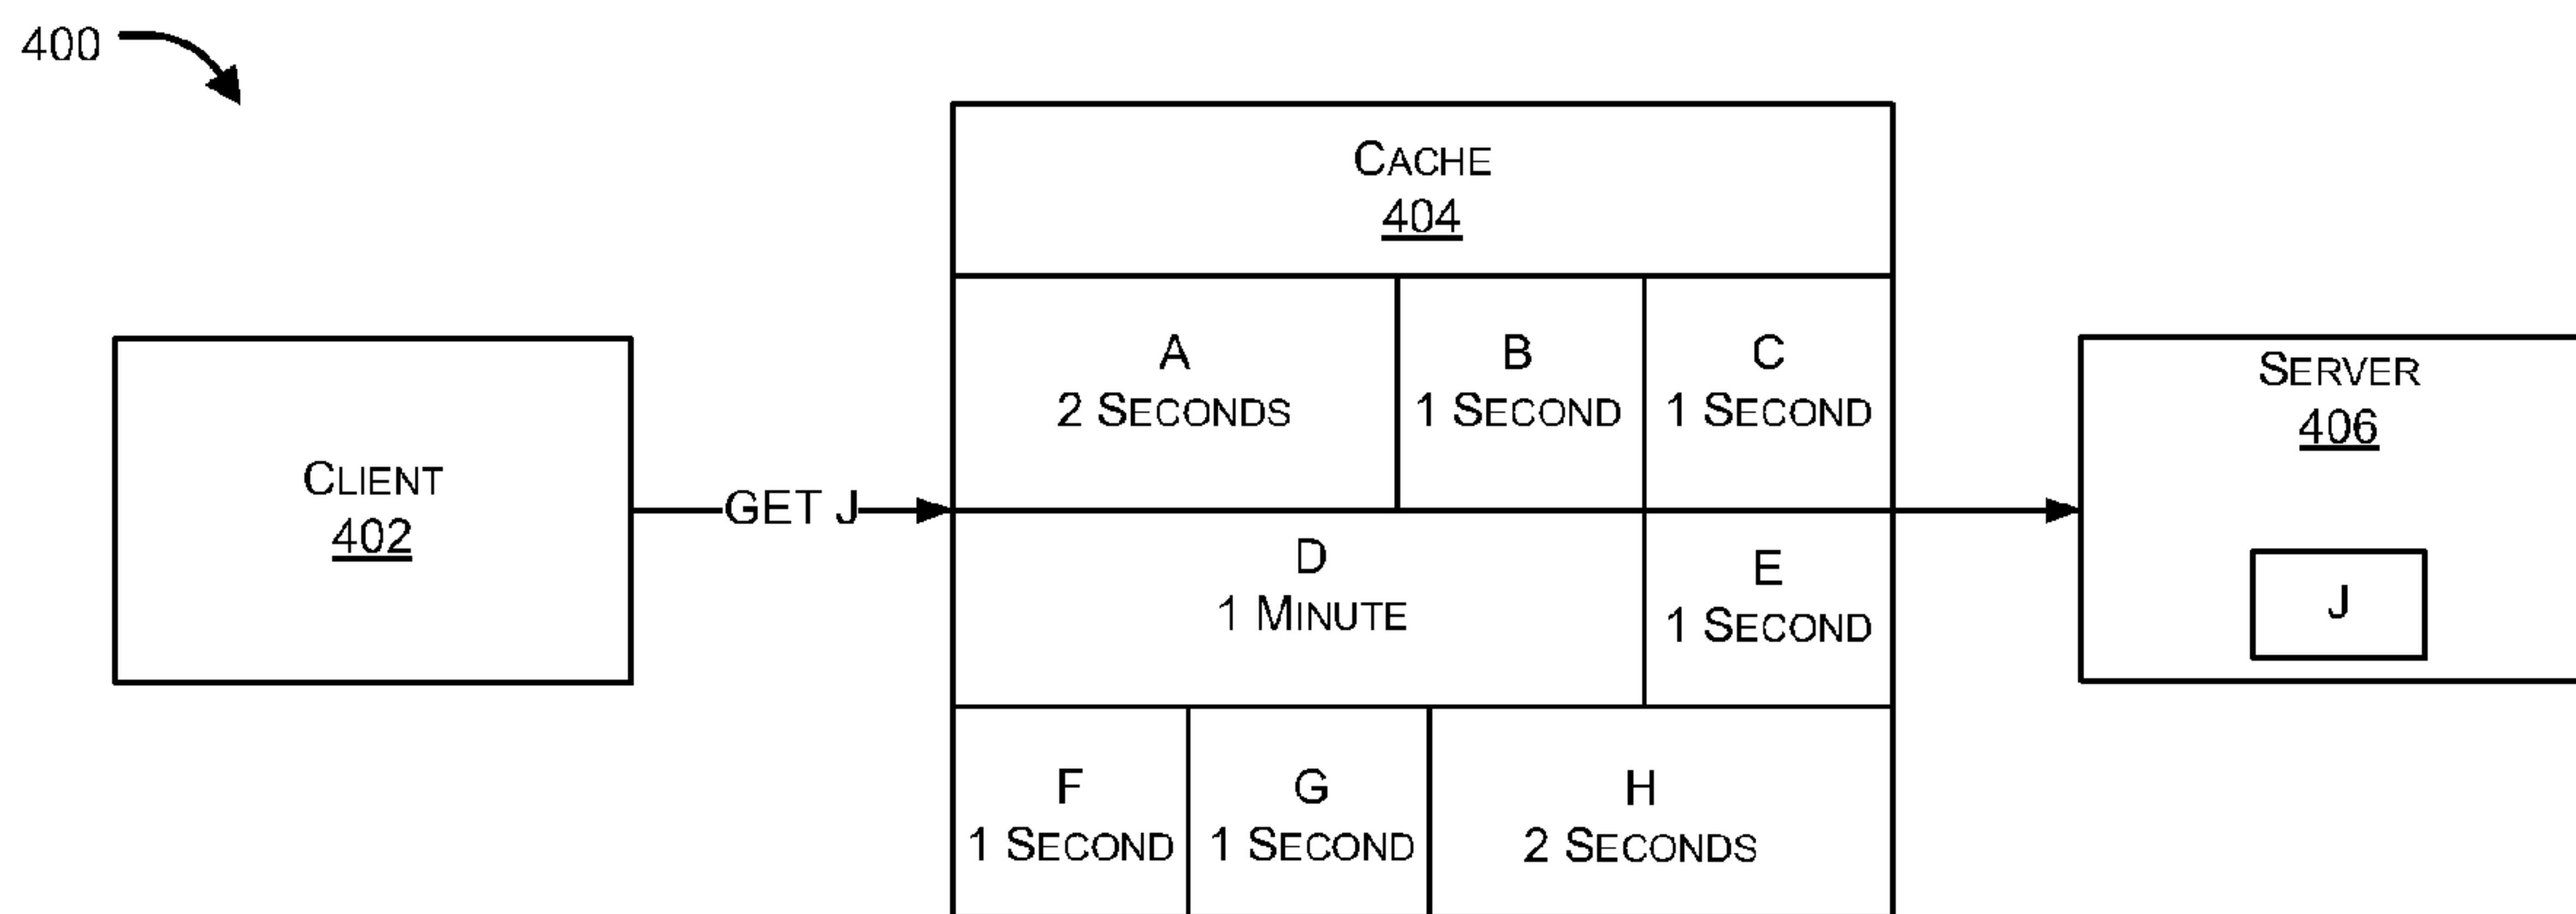 400
CACHE
404
A
2 SECONDS
B
1 SECOND
C
1 SECOND
CLIENT
402
GET J
SERVER
406
J
D
1 MINUTE
E
1 SECOND
F
1 SECOND
G
1 SECOND
H
2 SECONDS